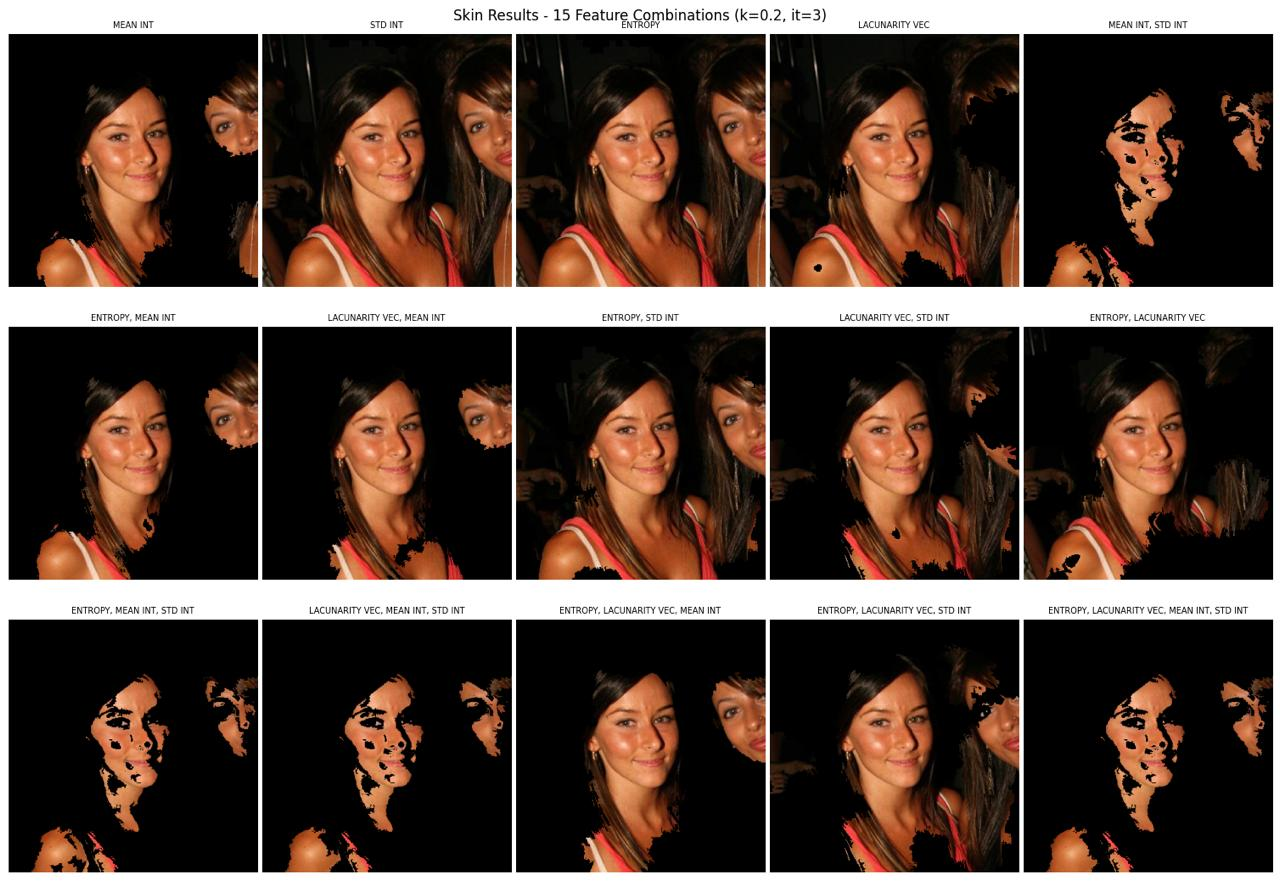 Skin Results - 15 Feature Combinations (k=0.2, it=3)
MEAN INT
STD INT
ENTROPY
LACUNARITY VEC
MEAN INT, STD INT
ENTROPY, MEAN INT
LACUNARITY VEC, MEAN INT
ENTROPY, STD INT
LACUNARITY VEC, STD INT
ENTROPY, LACUNARITY VEC
ENTROPY, MEAN INT, STD INT
LACUNARITY VEC, MEAN INT, STD INT
ENTROPY, LACUNARITY VEC, MEAN INT
ENTROPY, LACUNARITY VEC, STD INT
ENTROPY, LACUNARITY VEC, MEAN INT, STD INT